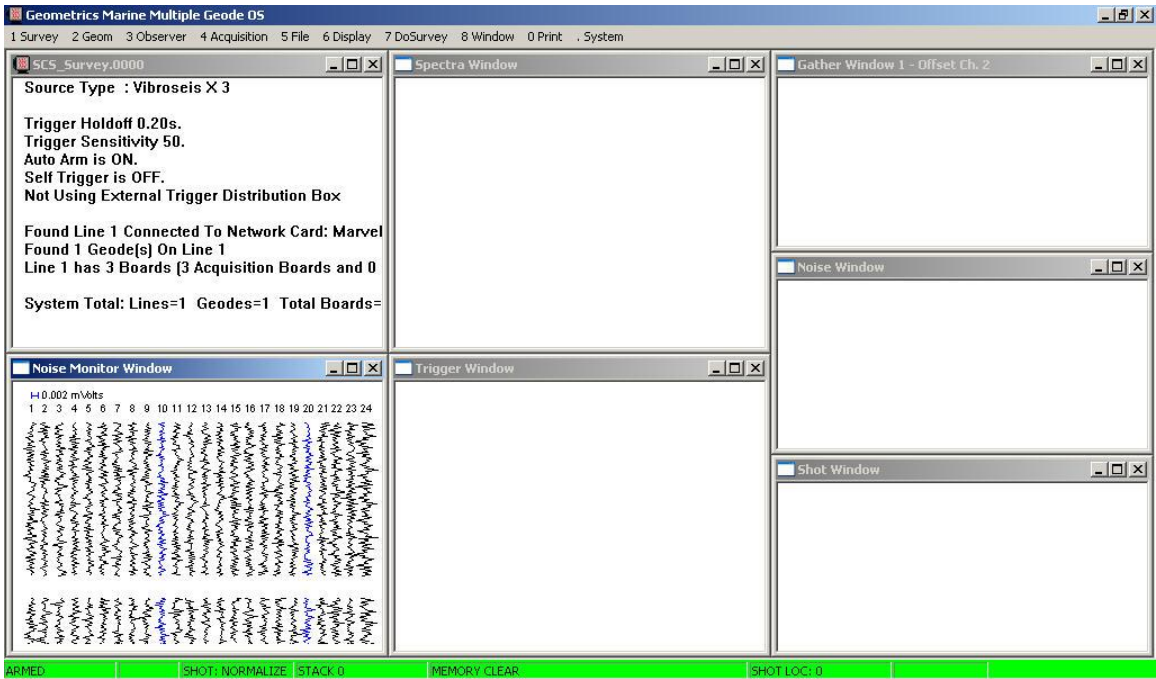 Geometrics Marine Multiple Geode OS
1 Survey 2 Geom 3 Observer 4 Acquisition 5 File 6 Display 7 DoSurvey 8 Window 0 Print . System
SCS_Survey.0000
Source Type : Vibroseis X 3
Trigger Holdoff 0.20s.
Trigger Sensitivity 50.
Auto Arm is ON.
Self Trigger is OFF.
Not Using External Trigger Distribution Box
Found Line 1 Connected To Network Card: Marvel
Found 1 Geode(s) On Line 1
Line 1 has 3 Boards (3 Acquisition Boards and 0
System Total: Lines=1 Geodes=1 Total Boards=
Spectra Window
Gather Window 1 - Offset Ch. 2
Noise Window
Noise Monitor Window
0.002 mVolts
1 2 3 4 5 6 7 8 9 10 11 12 13 14 15 16 17 18 19 20 21 22 23 24
Trigger Window
Shot Window
ARMED SHOT: NORMALIZE STACK 0 MEMORY CLEAR SHOT LOC: 0